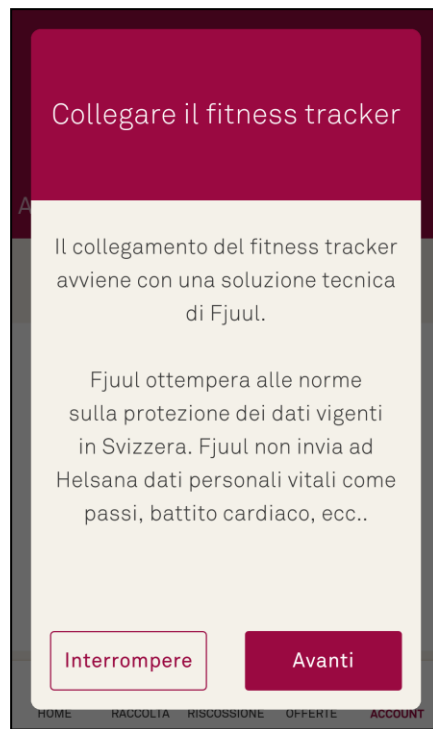 Collegare il fitness tracker
A
Il collegamento del fitness tracker
avviene con una soluzione tecnica
di Fjuul.
Fjuul ottempera alle norme
sulla protezione dei dati vigenti
in Svizzera. Fjuul non invia ad
Helsana dati personali vitali come
passi, battito cardiaco, ecc..
Interrompere
Avanti
HOME RACCOLTA RISCOSSIONE OFFERTE ACCOUNT